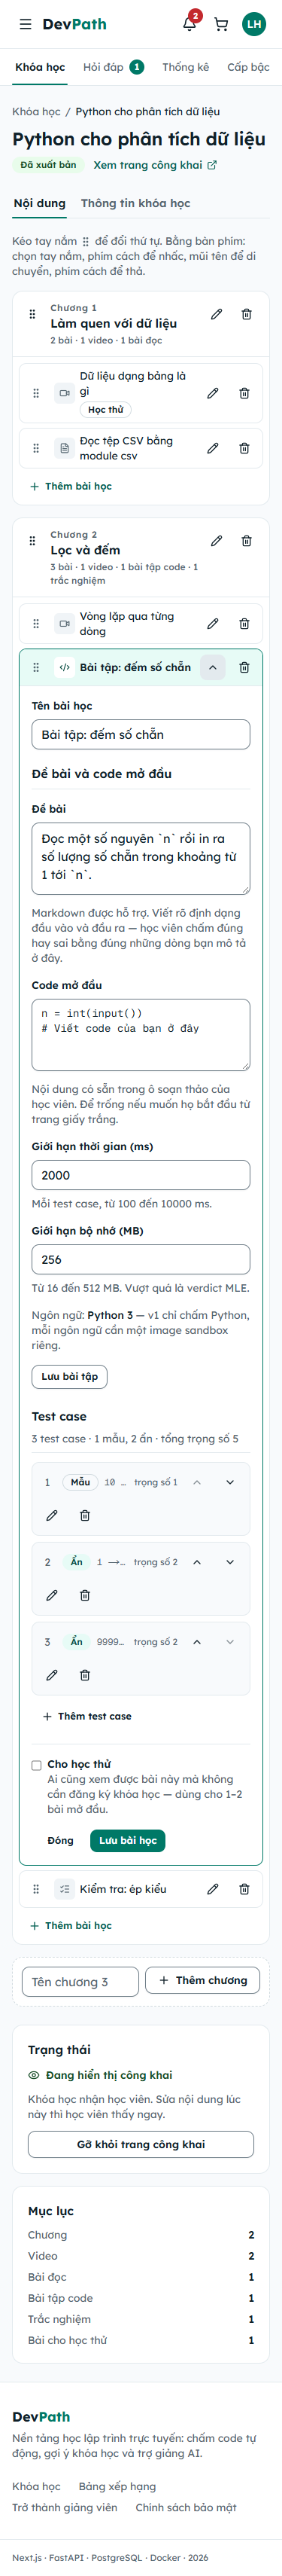 DevPath
2
LH
Khóa học
Hỏi đáp 1
Thống kê
Cấp bậc
Khóa học / Python cho phân tích dữ liệu
Python cho phân tích dữ liệu
Đã xuất bản
Xem trang công khai
Nội dung
Thông tin khóa học
Kéo tay nắm để đổi thứ tự. Bằng bàn phím:
chọn tay nắm, phím cách để nhấc, mũi tên để di
chuyển, phím cách để thả.
Chương 1
Làm quen với dữ liệu
2 bài · 1 video · 1 bài đọc
Dữ liệu dạng bảng là
gì
Học thử
Đọc tệp CSV bằng
module csv
Thêm bài học
Chương 2
Lọc và đếm
3 bài · 1 video · 1 bài tập code · 1
trắc nghiệm
Vòng lặp qua từng
dòng
Bài tập: đếm số chẵn
Tên bài học
Bài tập: đếm số chẵn
Đề bài và code mở đầu
Đề bài
Đọc một số nguyên `n` rồi in ra
số lượng số chẵn trong khoảng từ
1 tới `n`.
Markdown được hỗ trợ. Viết rõ định dạng
đầu vào và đầu ra — học viên chấm đúng
hay sai bằng đúng những dòng bạn mô tả
ở đây.
Code mở đầu
n = int(input())
# Viết code của bạn ở đây
Nội dung có sẵn trong ô soạn thảo của
học viên. Để trống nếu muốn họ bắt đầu từ
trang giấy trắng.
Giới hạn thời gian (ms)
2000
Mỗi test case, từ 100 đến 10000 ms.
Giới hạn bộ nhớ (MB)
256
Từ 16 đến 512 MB. Vượt quá là verdict MLE.
Ngôn ngữ: Python 3 — v1 chỉ chấm Python,
mỗi ngôn ngữ cần một image sandbox
riêng.
Lưu bài tập
Test case
3 test case · 1 mẫu, 2 ẩn · tổng trọng số 5
1 Mẫu 10 … trọng số 1
2 Ẩn 1 —… trọng số 2
3 Ẩn 9999… trọng số 2
Thêm test case
Cho học thử
Ai cũng xem được bài này mà không
cần đăng ký khóa học — dùng cho 1–2
bài mở đầu.
Đóng
Lưu bài học
Kiểm tra: ép kiểu
Thêm bài học
Tên chương 3
Thêm chương
Trạng thái
Đang hiển thị công khai
Khóa học nhận học viên. Sửa nội dung lúc
này thì học viên thấy ngay.
Gỡ khỏi trang công khai
Mục lục
Chương 2
Video 2
Bài đọc 1
Bài tập code 1
Trắc nghiệm 1
Bài cho học thử 1
DevPath
Nền tảng học lập trình trực tuyến: chấm code tự
động, gợi ý khóa học và trợ giảng AI.
Khóa học
Bảng xếp hạng
Trở thành giảng viên
Chính sách bảo mật
Next.js · FastAPI · PostgreSQL · Docker · 2026